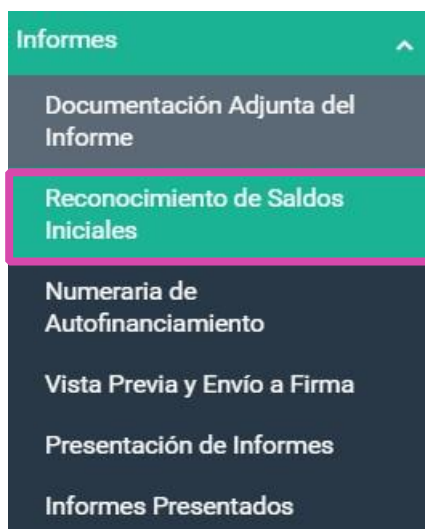 Informes
Documentación Adjunta del
Informe
Reconocimiento de Saldos
Iniciales
Numeraria de
Autofinanciamiento
Vista Previa y Envío a Firma
Presentación de Informes
Informes Presentados